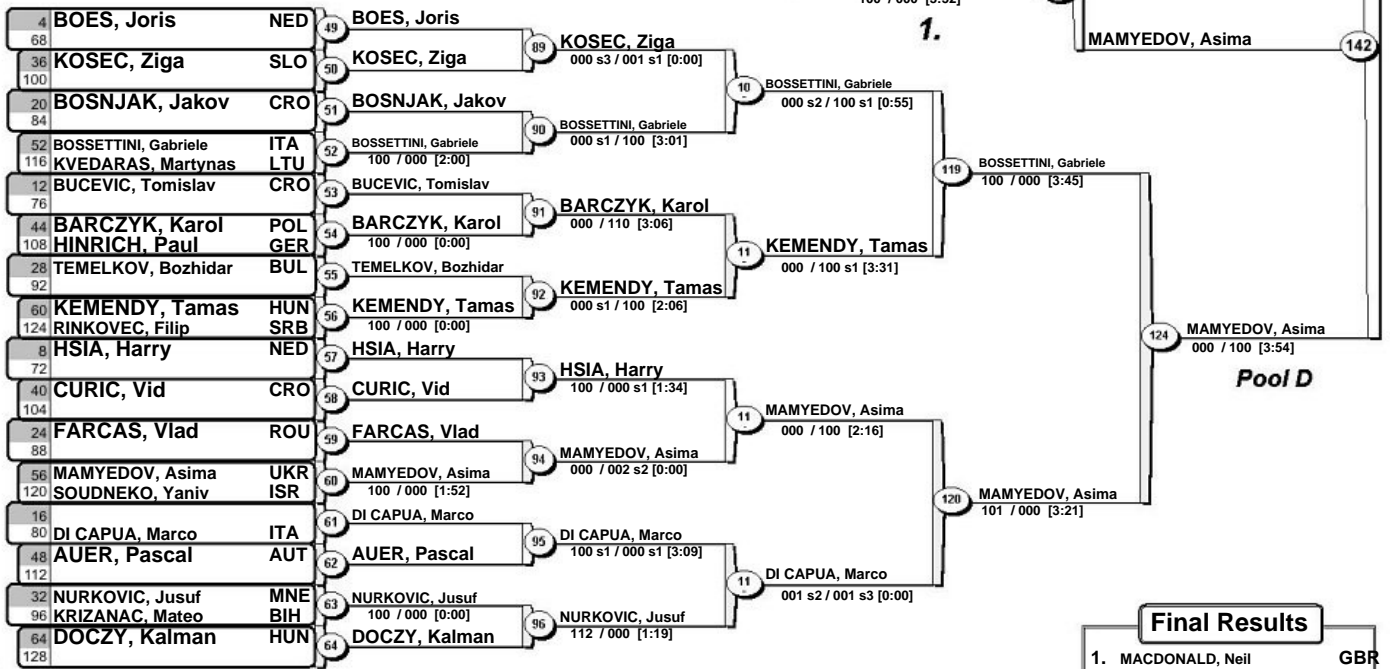 4 BOES, Joris NED
68
36 KOSEC, Ziga SLO
100
20 BOSNJAK, Jakov CRO
84
52 BOSSETTINI, Gabriele ITA
116 KVEDARAS, Martynas LTU
12 BUCEVIC, Tomislav CRO
76
44 BARCZYK, Karol POL
108 HINRICH, Paul GER
28 TEMELKOV, Bozhidar BUL
92
60 KEMENDY, Tamas HUN
124 RINKOVEC, Filip SRB
8 HSIA, Harry NED
72
40 CURIC, Vid CRO
104
24 FARCAS, Vlad ROU
88
56 MAMYEDOV, Asima UKR
120 SOUDNEKO, Yaniv ISR
16
80 DI CAPUA, Marco ITA
48 AUER, Pascal AUT
112
32 NURKOVIC, Jusuf MNE
96 KRIZANAC, Mateo BIH
64 DOCZY, Kalman HUN
128
49 BOES, Joris
50 KOSEC, Ziga
51 BOSNJAK, Jakov
52 BOSSETTINI, Gabriele
100 / 000 [2:00]
53 BUCEVIC, Tomislav
54 BARCZYK, Karol
100 / 000 [0:00]
55 TEMELKOV, Bozhidar
56 KEMENDY, Tamas
100 / 000 [0:00]
57 HSIA, Harry
58 CURIC, Vid
59 FARCAS, Vlad
60 MAMYEDOV, Asima
100 / 000 [1:52]
61 DI CAPUA, Marco
62 AUER, Pascal
63 NURKOVIC, Jusuf
100 / 000 [0:00]
64 DOCZY, Kalman
89 KOSEC, Ziga
000 s3 / 001 s1 [0:00]
90 BOSSETTINI, Gabriele
000 s1 / 100 [3:01]
91 BARCZYK, Karol
000 / 110 [3:06]
92 KEMENDY, Tamas
000 s1 / 100 [2:06]
93 HSIA, Harry
100 / 000 s1 [1:34]
94 MAMYEDOV, Asima
000 / 002 s2 [0:00]
95 DI CAPUA, Marco
100 s1 / 000 s1 [3:09]
96 NURKOVIC, Jusuf
112 / 000 [1:19]
10 BOSSETTINI, Gabriele
000 s2 / 100 s1 [0:55]
11 KEMENDY, Tamas
000 / 100 s1 [3:31]
11 MAMYEDOV, Asima
000 / 100 [2:16]
11 DI CAPUA, Marco
001 s2 / 001 s3 [0:00]
119 BOSSETTINI, Gabriele
100 / 000 [3:45]
120 MAMYEDOV, Asima
101 / 000 [3:21]
124 MAMYEDOV, Asima
000 / 100 [3:54]
Pool D
1.
MAMYEDOV, Asima
142
Final Results
1. MACDONALD, Neil GBR